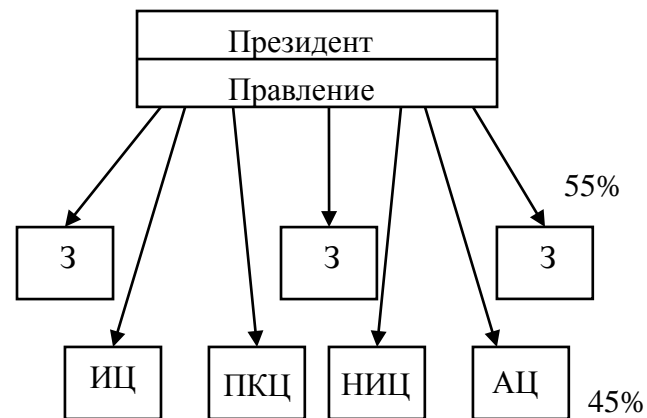 Президент
Правление
55%
З З З
ИЦ ПКЦ НИЦ АЦ
45%